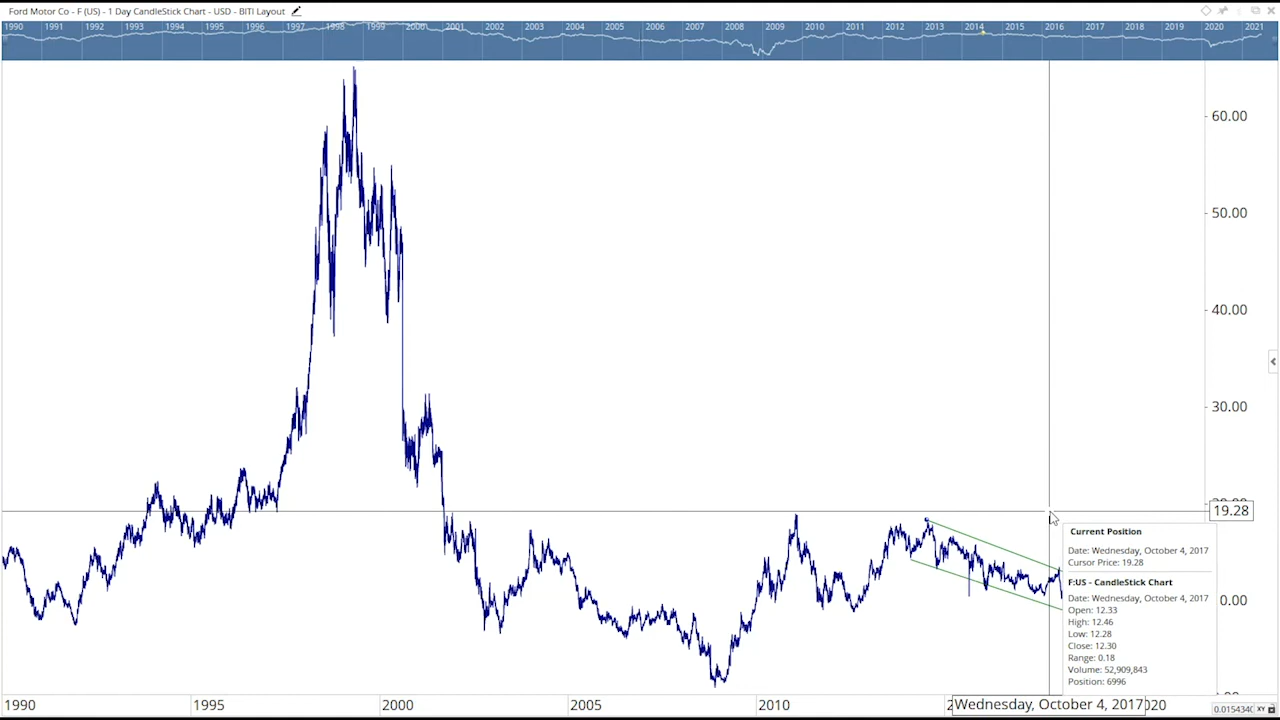 Ford Motor Co - F (US) - 1 Day CandleStick Chart - USD - BITI Layout
1990 1991 1992 1993 1994 1995 1996 1997 1998 1999 2000 2001 2002 2003 2004 2005 2006 2007 2008 2009 2010 2011 2012 2013 2014 2015 2016 2017 2018 2019 2020 2021
60.00
50.00
40.00
30.00
19.28
Current Position
Date: Wednesday, October 4, 2017
Cursor Price: 19.28
F:US - CandleStick Chart
Date: Wednesday, October 4, 2017
Open: 12.33
High: 12.46
Low: 12.28
Close: 12.30
Range: 0.18
Volume: 52,909,843
Position: 6996
0.00
1990 1995 2000 2005 2010 Wednesday, October 4, 2017 020
0.015434 XY